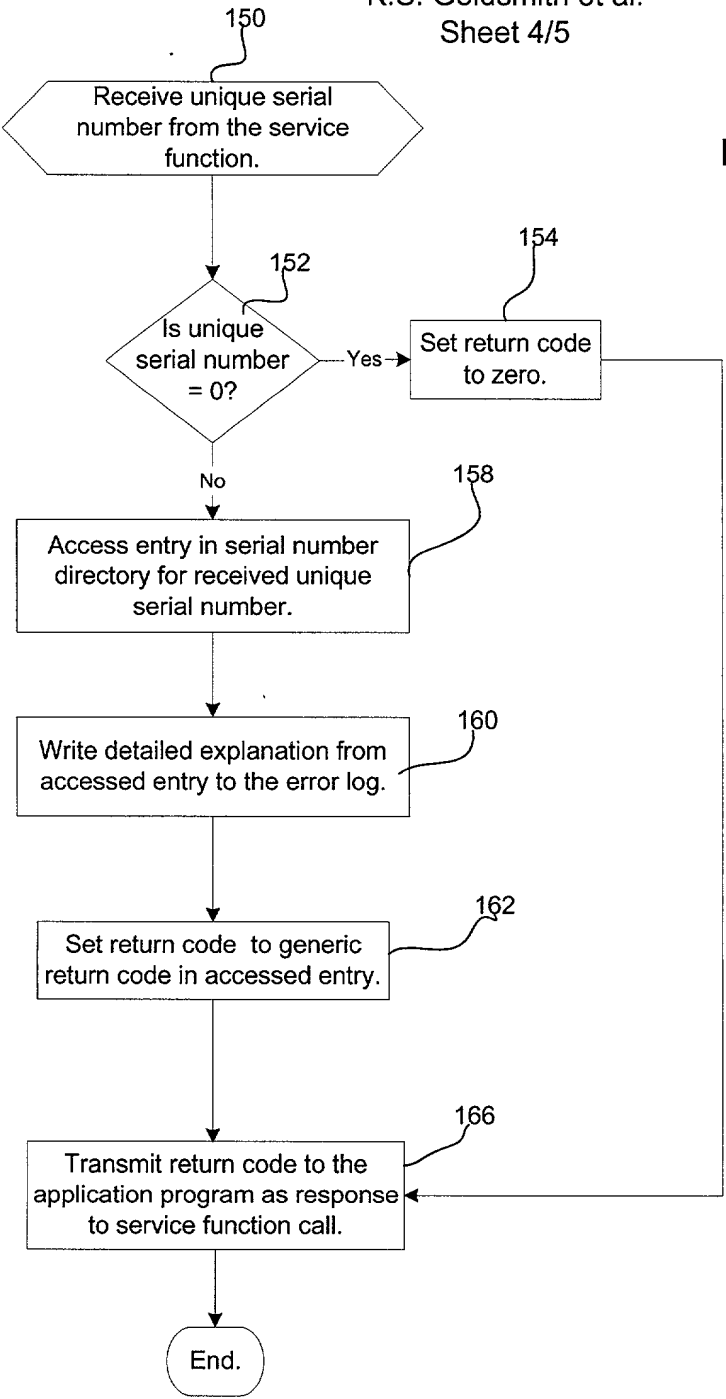 Sheet 4/5
150
Receive unique serial
number from the service
function.
152
Is unique
serial number
= 0?
Yes
154
Set return code
to zero.
No
158
Access entry in serial number
directory for received unique
serial number.
160
Write detailed explanation from
accessed entry to the error log.
162
Set return code to generic
return code in accessed entry.
166
Transmit return code to the
application program as response
to service function call.
End.